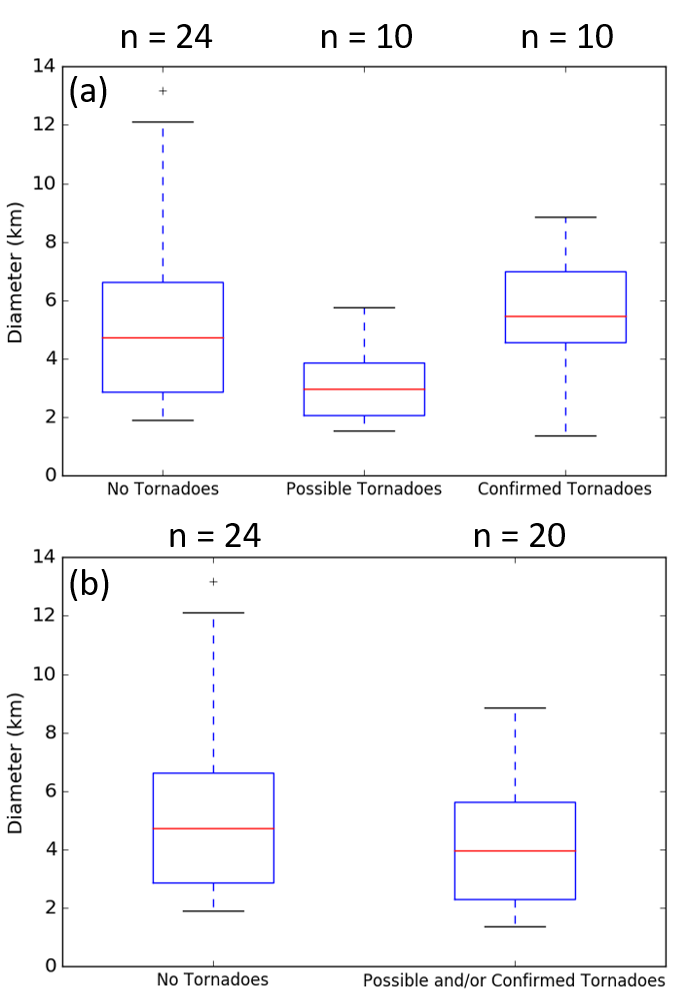 n = 24 n = 10 n = 10
(a)
14
12
10
8
6
4
2
0
Diameter (km)
No Tornadoes Possible Tornadoes Confirmed Tornadoes
n = 24 n = 20
(b)
14
12
10
8
6
4
2
0
Diameter (km)
No Tornadoes Possible and/or Confirmed Tornadoes